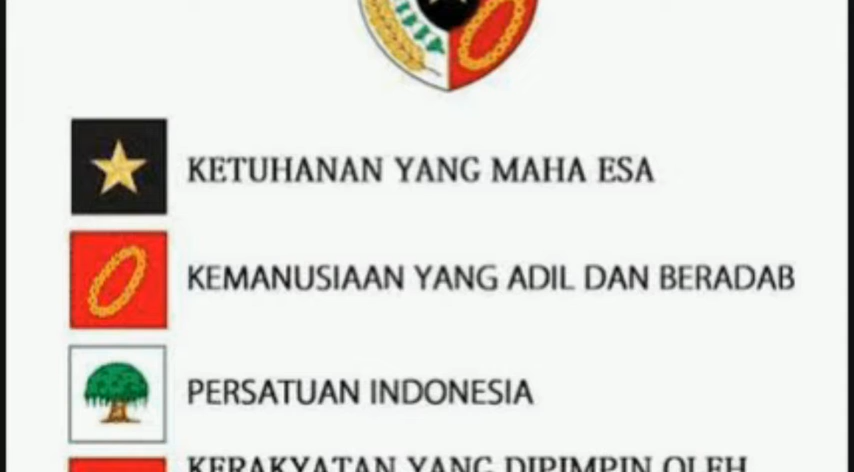 KETUHANAN YANG MAHA ESA
KEMANUSIAAN YANG ADIL DAN BERADAB
PERSATUAN INDONESIA
KERAKYATAN YANG DIPIMPIN OLEH